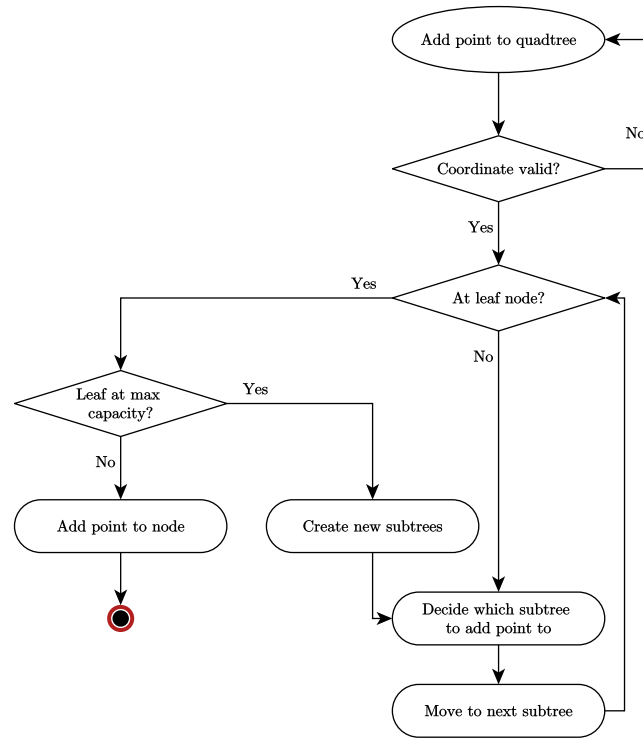 Add point to quadtree
No
Coordinate valid?
Yes
At leaf node?
Yes
No
Leaf at max
capacity?
Yes
No
Add point to node
Create new subtrees
Decide which subtree
to add point to
Move to next subtree